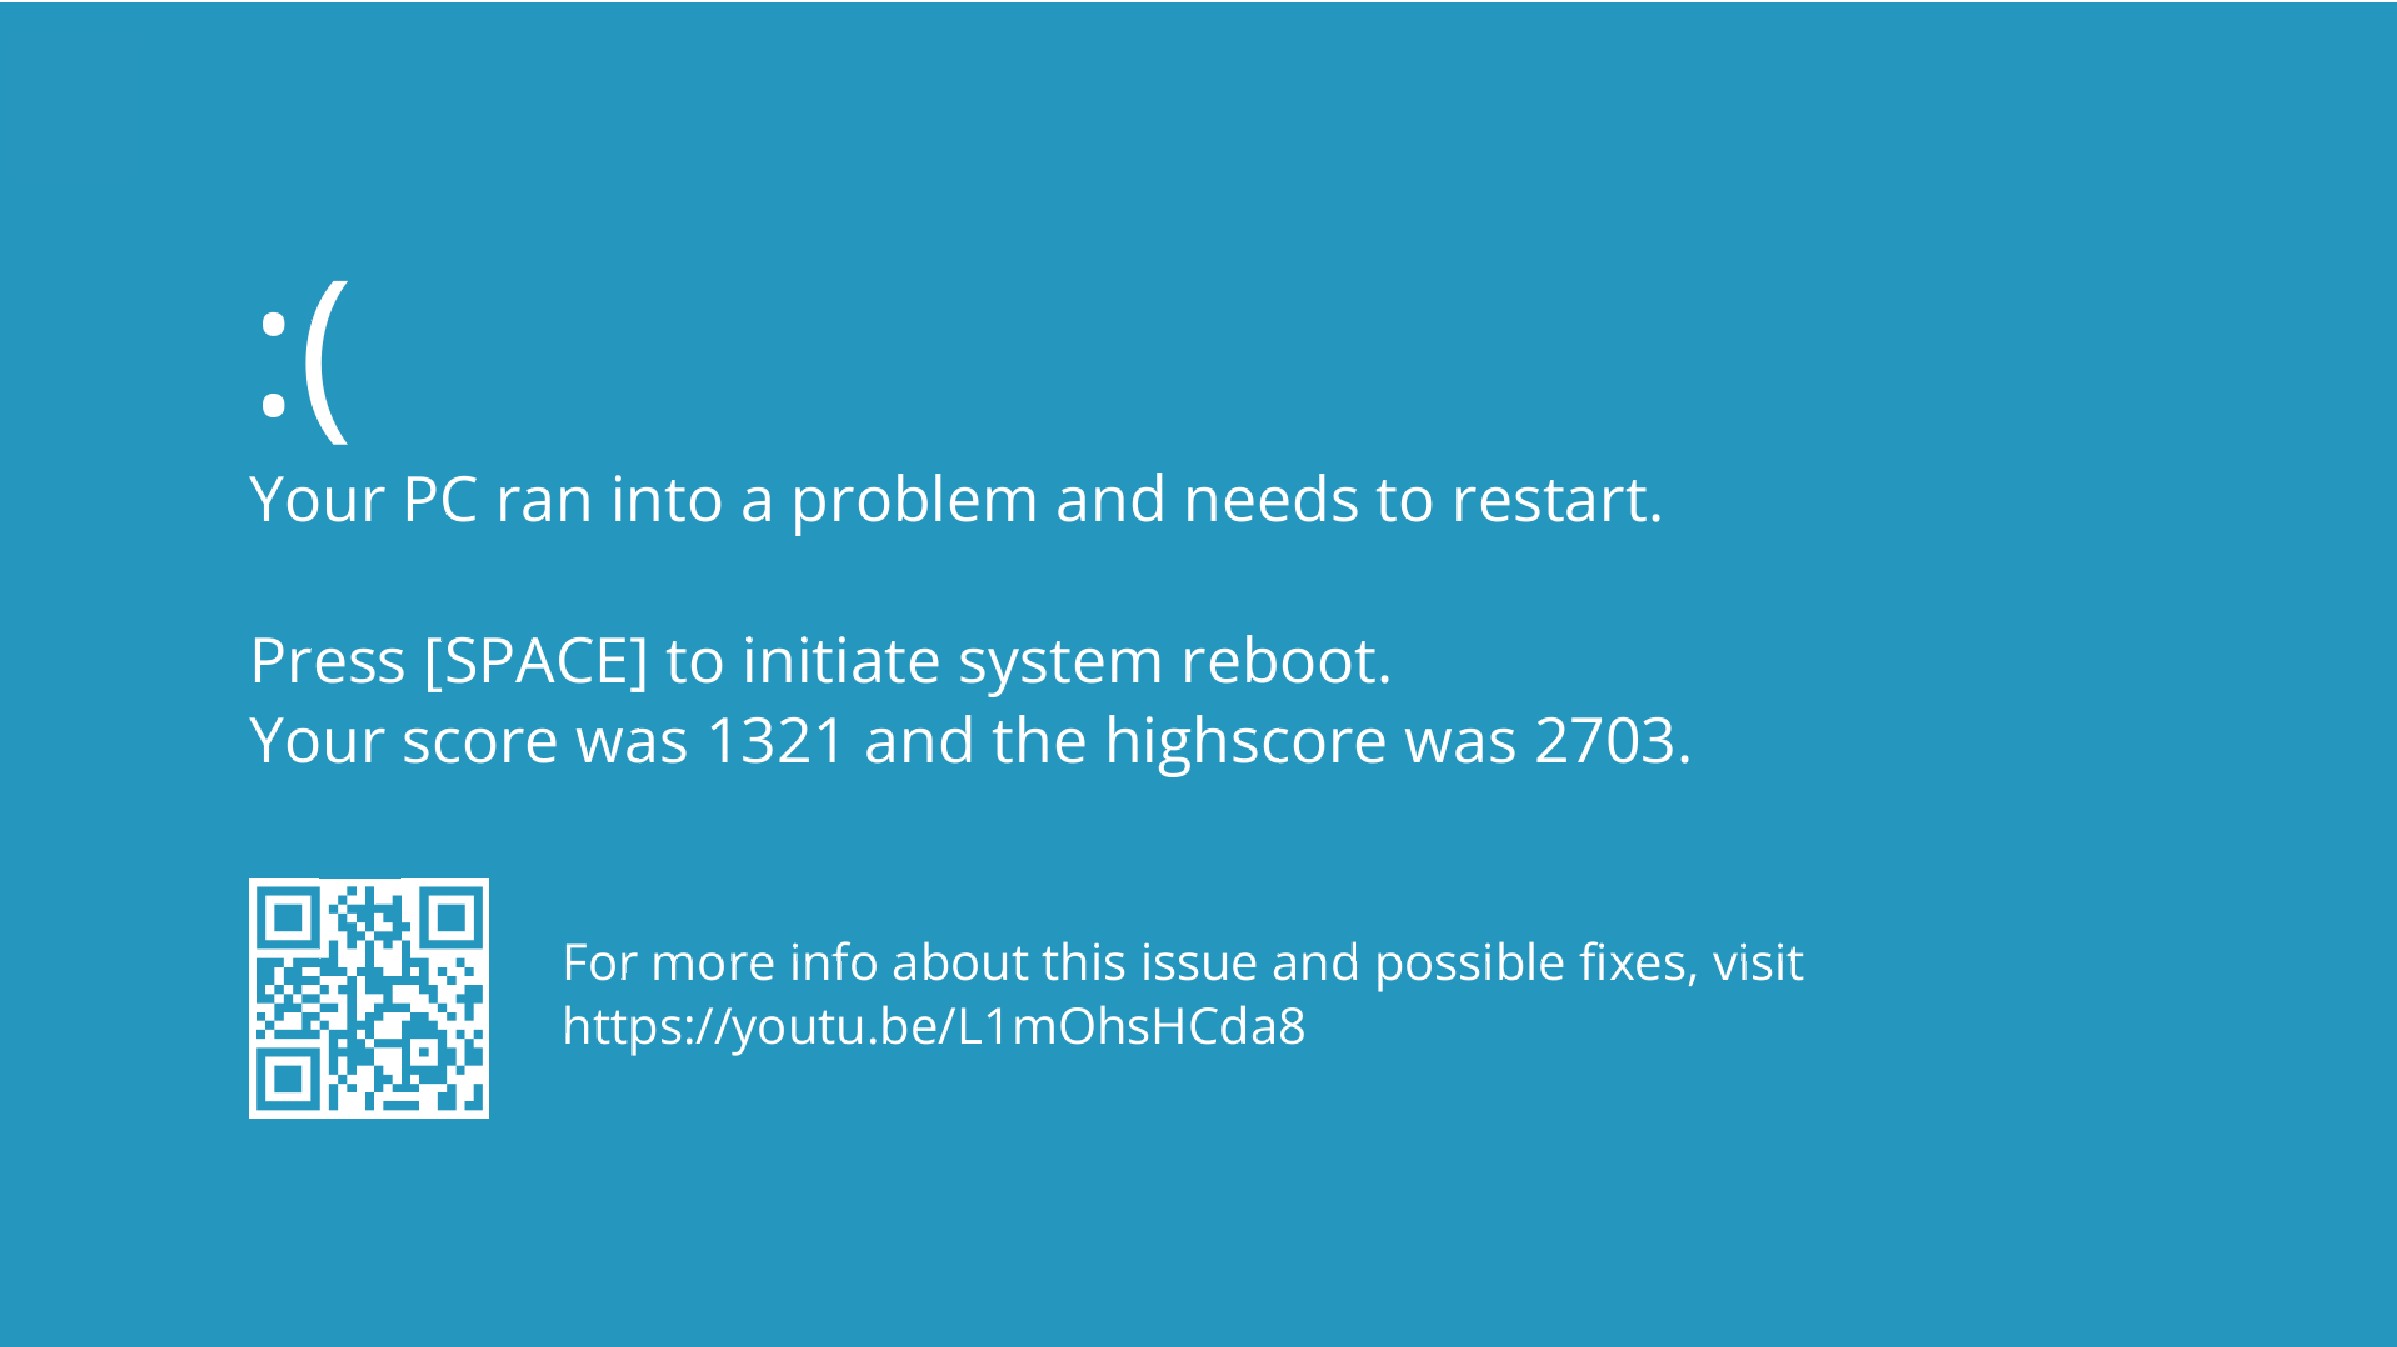 :(
Your PC ran into a problem and needs to restart.
Press [SPACE] to initiate system reboot.
Your score was 1321 and the highscore was 2703.
For more info about this issue and possible fixes, visit
https://youtu.be/L1mOhsHCda8